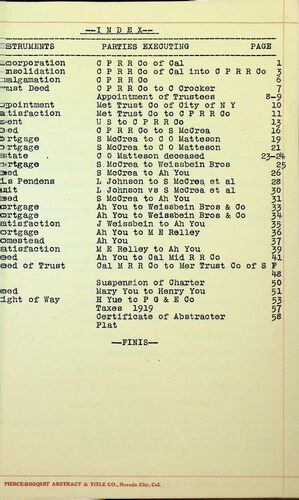 --I N D E X--
NSTRUMENTS PARTIES EXECUTING PAGE
ncorporation C P R R Co of Cal 1
onsolidation C P R R Co of Cal into C P R R Co 3
malgamation C P R R Co 6
rust Deed C P R R Co to C Crocker 7
Appointment of Trustees 8-9
ppointment Met Trust Co of City of N Y 10
atisfaction Met Trust Co to C P R R Co 11
tent U S to C P R R Co 13
eed C P R R Co to S McCrea 16
ortgage S McCrea to C O Matteson 19
ortgage S McCrea to C O Matteson 21
state C O Matteson deceased 23-24
ortgage S McCrea to Weissbein Bros 25
eed S McCrea to Ah You 26
is Pendens L Johnson to S McCrea et al 28
uit L Johnson vs S McCrea et al 30
eed S McCrea to Ah You 31
ortgage Ah You to Weissbein Bros & Co 33
ortgage Ah You to Weissbein Bros & Co 34
atisfaction J Weissbein to Ah You 35
ortgage Ah You to M E Relley 36
omestead Ah You 37
atisfaction M E Relley to Ah You 39
eed Ah You to Cal Mid R R Co 41
eed of Trust Cal M R R Co to Mer Trust Co of S F
48
Suspension of Charter 50
eed Mary You to Henry You 51
ight of Way H Yue to P G & E Co 53
Taxes 1919 57
Certificate of Abstracter 58
Plat
--FINIS--
PIERCE-BOSQUIT ABSTRACT & TITLE CO., Nevada City, Cal.